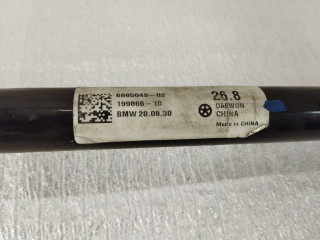 6885049-02
199866-10
BMW 20.08.30
26.8
DAEWON
CHINA
Made in CHINA